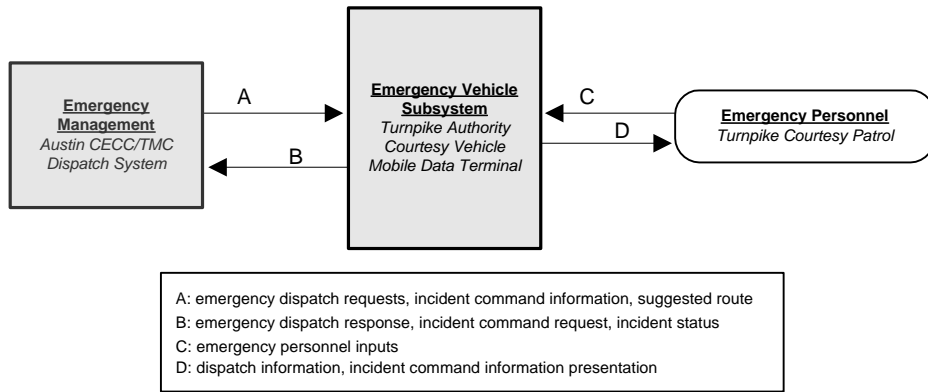 Emergency
Management
Austin CECC/TMC
Dispatch System
A
B
Emergency Vehicle
Subsystem
Turnpike Authority
Courtesy Vehicle
Mobile Data Terminal
C
D
Emergency Personnel
Turnpike Courtesy Patrol
A: emergency dispatch requests, incident command information, suggested route
B: emergency dispatch response, incident command request, incident status
C: emergency personnel inputs
D: dispatch information, incident command information presentation